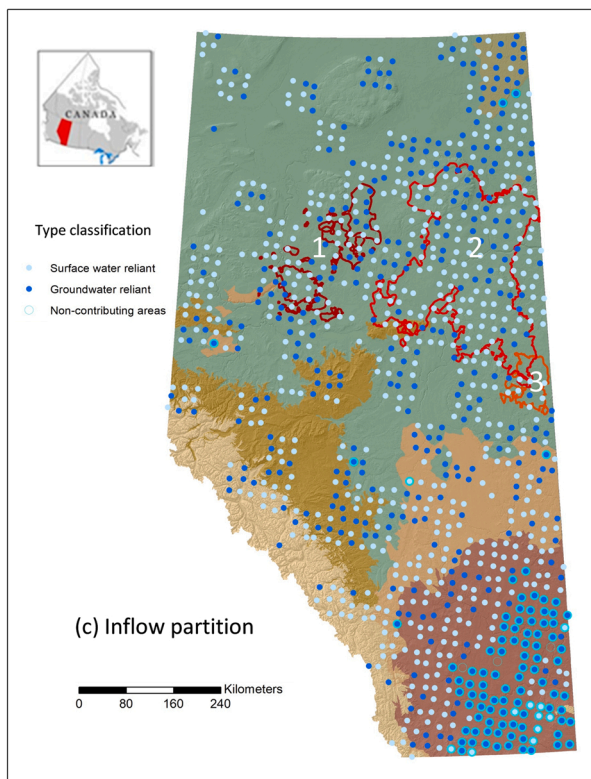 CANADA
1
2
Type classification
Surface water reliant
Groundwater reliant
Non-contributing areas
3
(c) Inflow partition
Kilometers
0 80 160 240